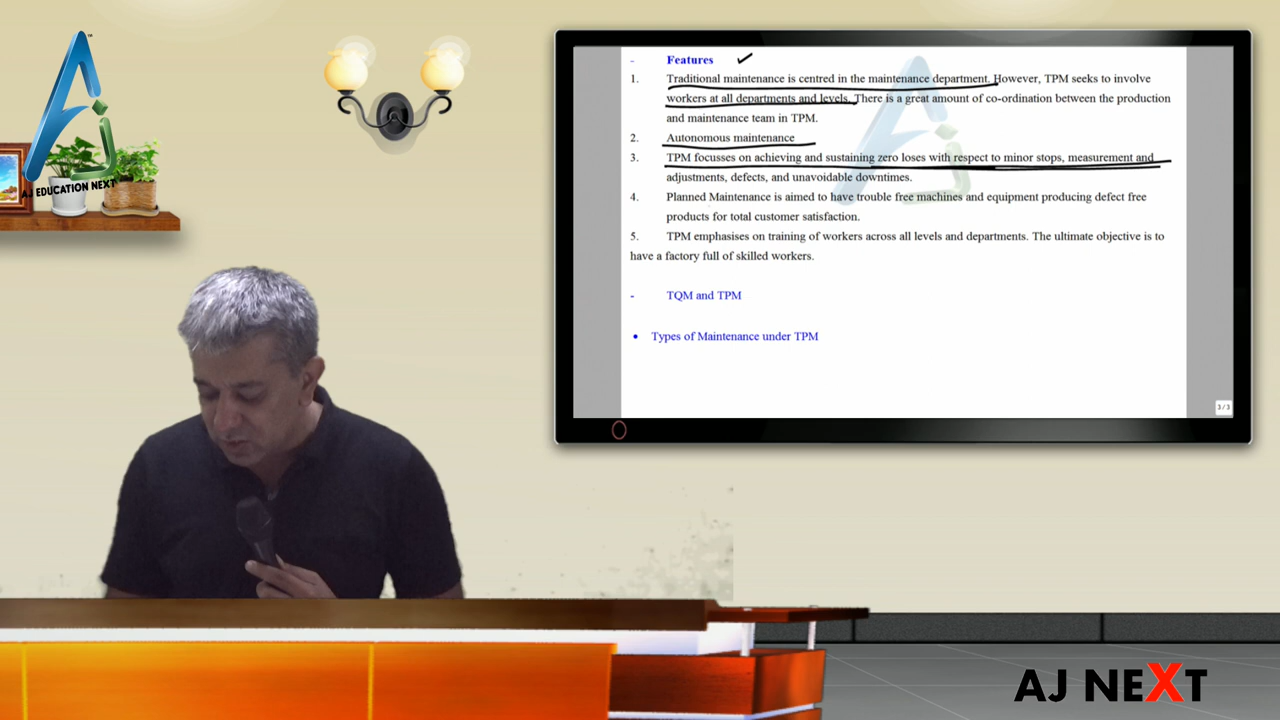 AJ EDUCATION NEXT
- Features
1. Traditional maintenance is centred in the maintenance department. However, TPM seeks to involve
workers at all departments and levels. There is a great amount of co-ordination between the production
and maintenance team in TPM.
2. Autonomous maintenance
3. TPM focusses on achieving and sustaining zero loses with respect to minor stops, measurement and
adjustments, defects, and unavoidable downtimes.
4. Planned Maintenance is aimed to have trouble free machines and equipment producing defect free
products for total customer satisfaction.
5. TPM emphasises on training of workers across all levels and departments. The ultimate objective is to
have a factory full of skilled workers.
- TQM and TPM
• Types of Maintenance under TPM
3/3
AJ NEXT